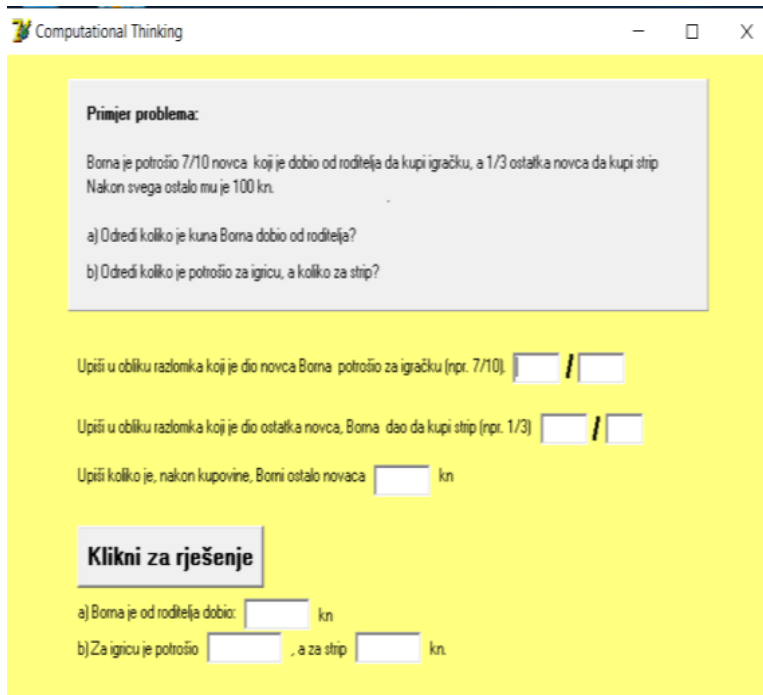 Computational Thinking
Primjer problema:
Borna je potrošio 7/10 novca koji je dobio od roditelja da kupi igračku, a 1/3 ostatka novca da kupi strip
Nakon svega ostalo mu je 100 kn.
a) Odredi koliko je kuna Borna dobio od roditelja?
b) Odredi koliko je potrošio za igricu, a koliko za strip?
Upiši u obliku razlomka koji je dio novca Borna potrošio za igračku (npr. 7/10). /
Upiši u obliku razlomka koji je dio ostatka novca, Borna dao da kupi strip (npr. 1/3) /
Upiši koliko je, nakon kupovine, Borni ostalo novaca kn
Klikni za rješenje
a) Borna je od roditelja dobio: kn
b) Za igricu je potrošio , a za strip kn.